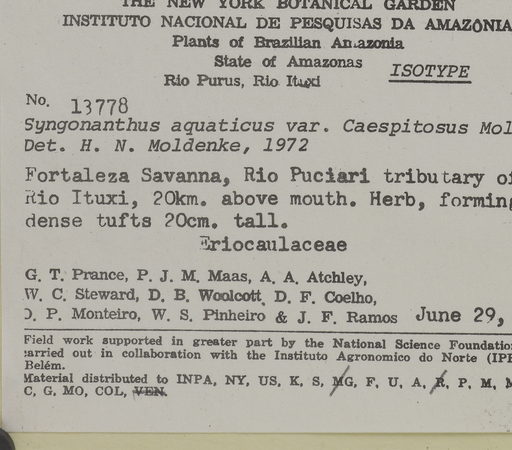 THE NEW YORK BOTANICAL GARDEN
INSTITUTO NACIONAL DE PESQUISAS DA AMAZÔNIA
Plants of Brazilian Amazonia
State of Amazonas
ISOTYPE
Rio Purus, Rio Ituxi
No. 13778
Syngonanthus aquaticus var. Caespitosus Mol
Det. H. N. Moldenke, 1972
Fortaleza Savanna, Rio Puciari tributary of
Rio Ituxi, 20km. above mouth. Herb, forming
dense tufts 20cm. tall.
Eriocaulaceae
G. T. Prance, P. J. M. Maas, A. A. Atchley,
W. C. Steward, D. B. Woolcott, D. F. Coelho,
O. P. Monteiro, W. S. Pinheiro & J. F. Ramos June 29,
Field work supported in greater part by the National Science Foundation
carried out in collaboration with the Instituto Agronomico do Norte (IPE
Belém.
Material distributed to INPA, NY, US, K, S, MG, F, U, A, R, P, M,
C, G, MO, COL, VEN.